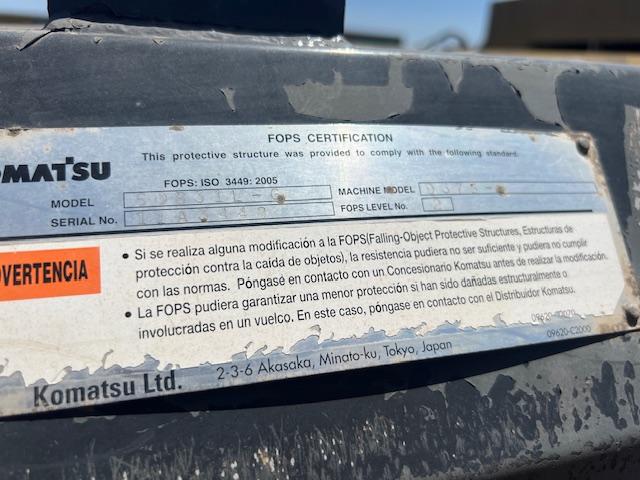 FOPS CERTIFICATION
This protective structure was provided to comply with the following standard.
OMATSU
FOPS: ISO 3449: 2005
MODEL
MACHINE MODEL
SERIAL No.
FOPS LEVEL No. 2
DVERTENCIA
• Si se realiza alguna modificación a la FOPS(Falling-Object Protective Structures, Estructuras de
protección contra la caída de objetos), la resistencia pudiera no ser suficiente y pudiera no cumplir
con las normas. Póngasé en contacto con un Concesionario Komatsu antes de realizar la modificación.
• La FOPS pudiera garantizar una menor protección si han sido dañadas estructuralmente o
involucradas en un vuelco. En este caso, póngase en contacto con el Distribuidor Komatsu.
09620-C2000
Komatsu Ltd. 2-3-6 Akasaka, Minato-ku, Tokyo, Japan